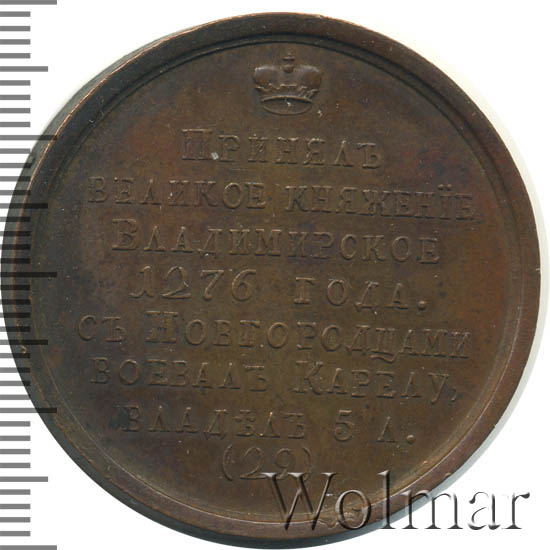 Принялъ
великое княженїе
Владимирское
1276 года.
съ Новгородцами
воевалъ Карелу,
владѣлъ 5 л.
(29)
Wolmar